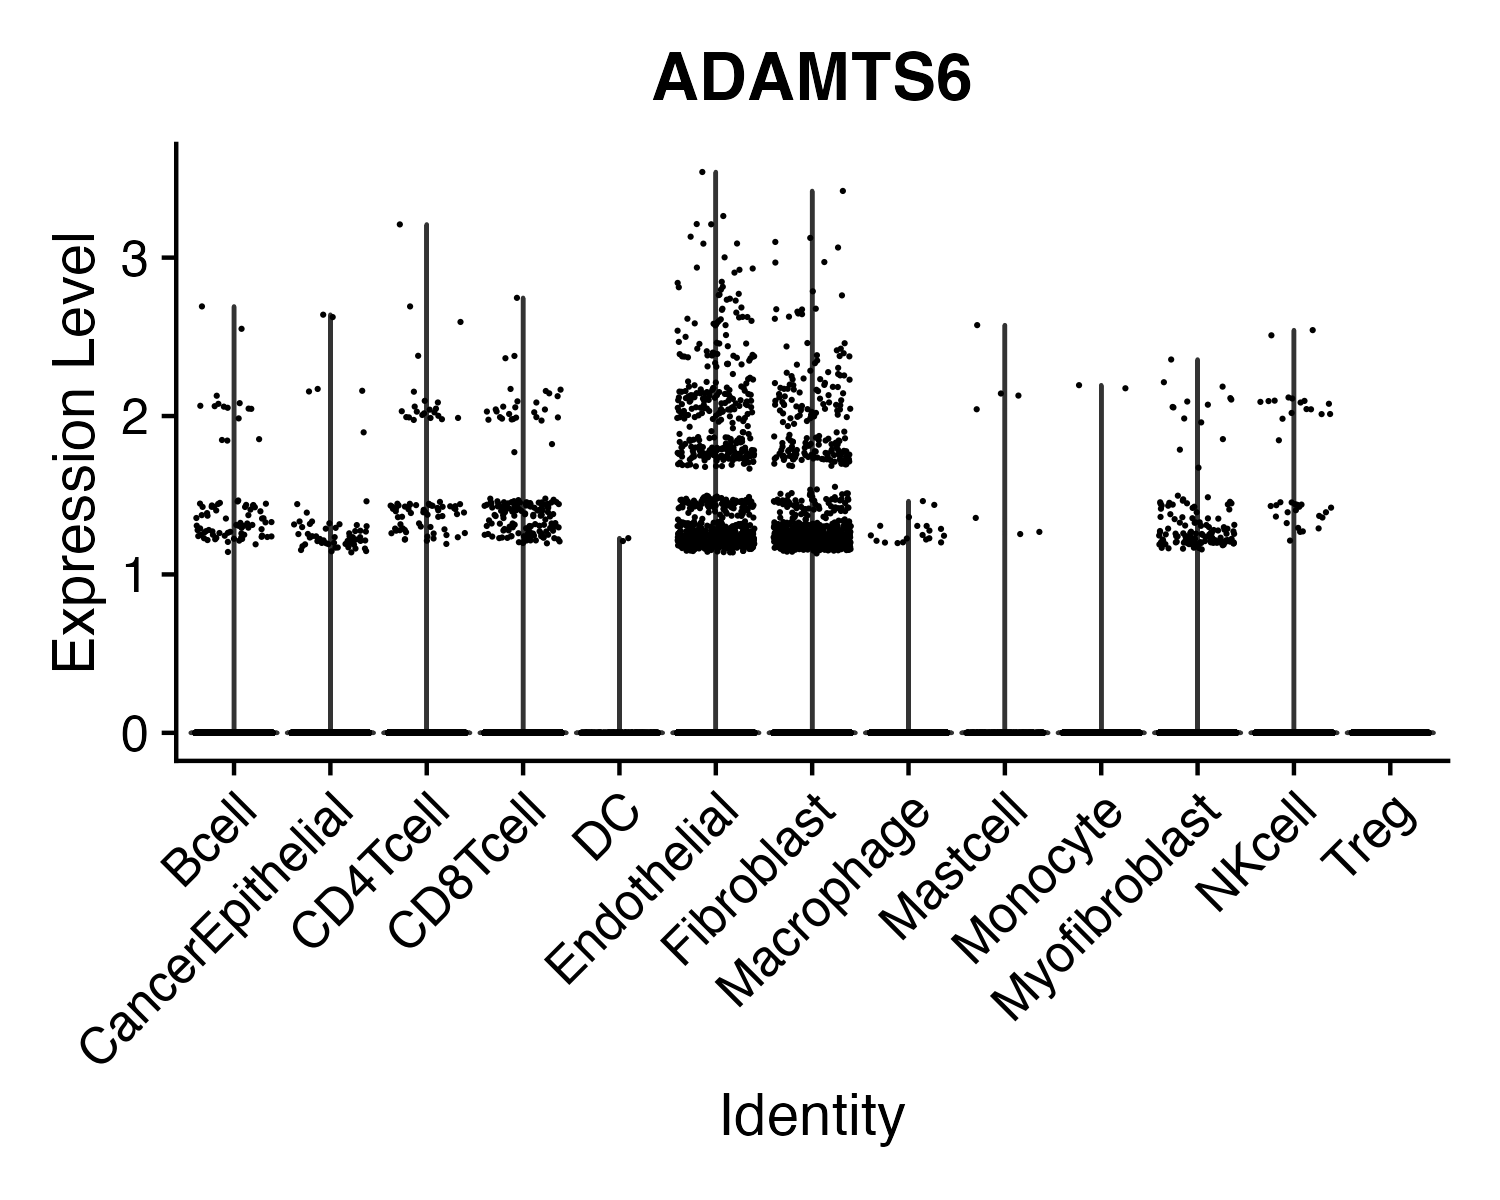 ADAMTS6
Expression Level
3
2
1
0
Bcell
CancerEpithelial
CD4Tcell
CD8Tcell
DC
Endothelial
Fibroblast
Macrophage
Mastcell
Monocyte
Myofibroblast
NKcell
Treg
Identity